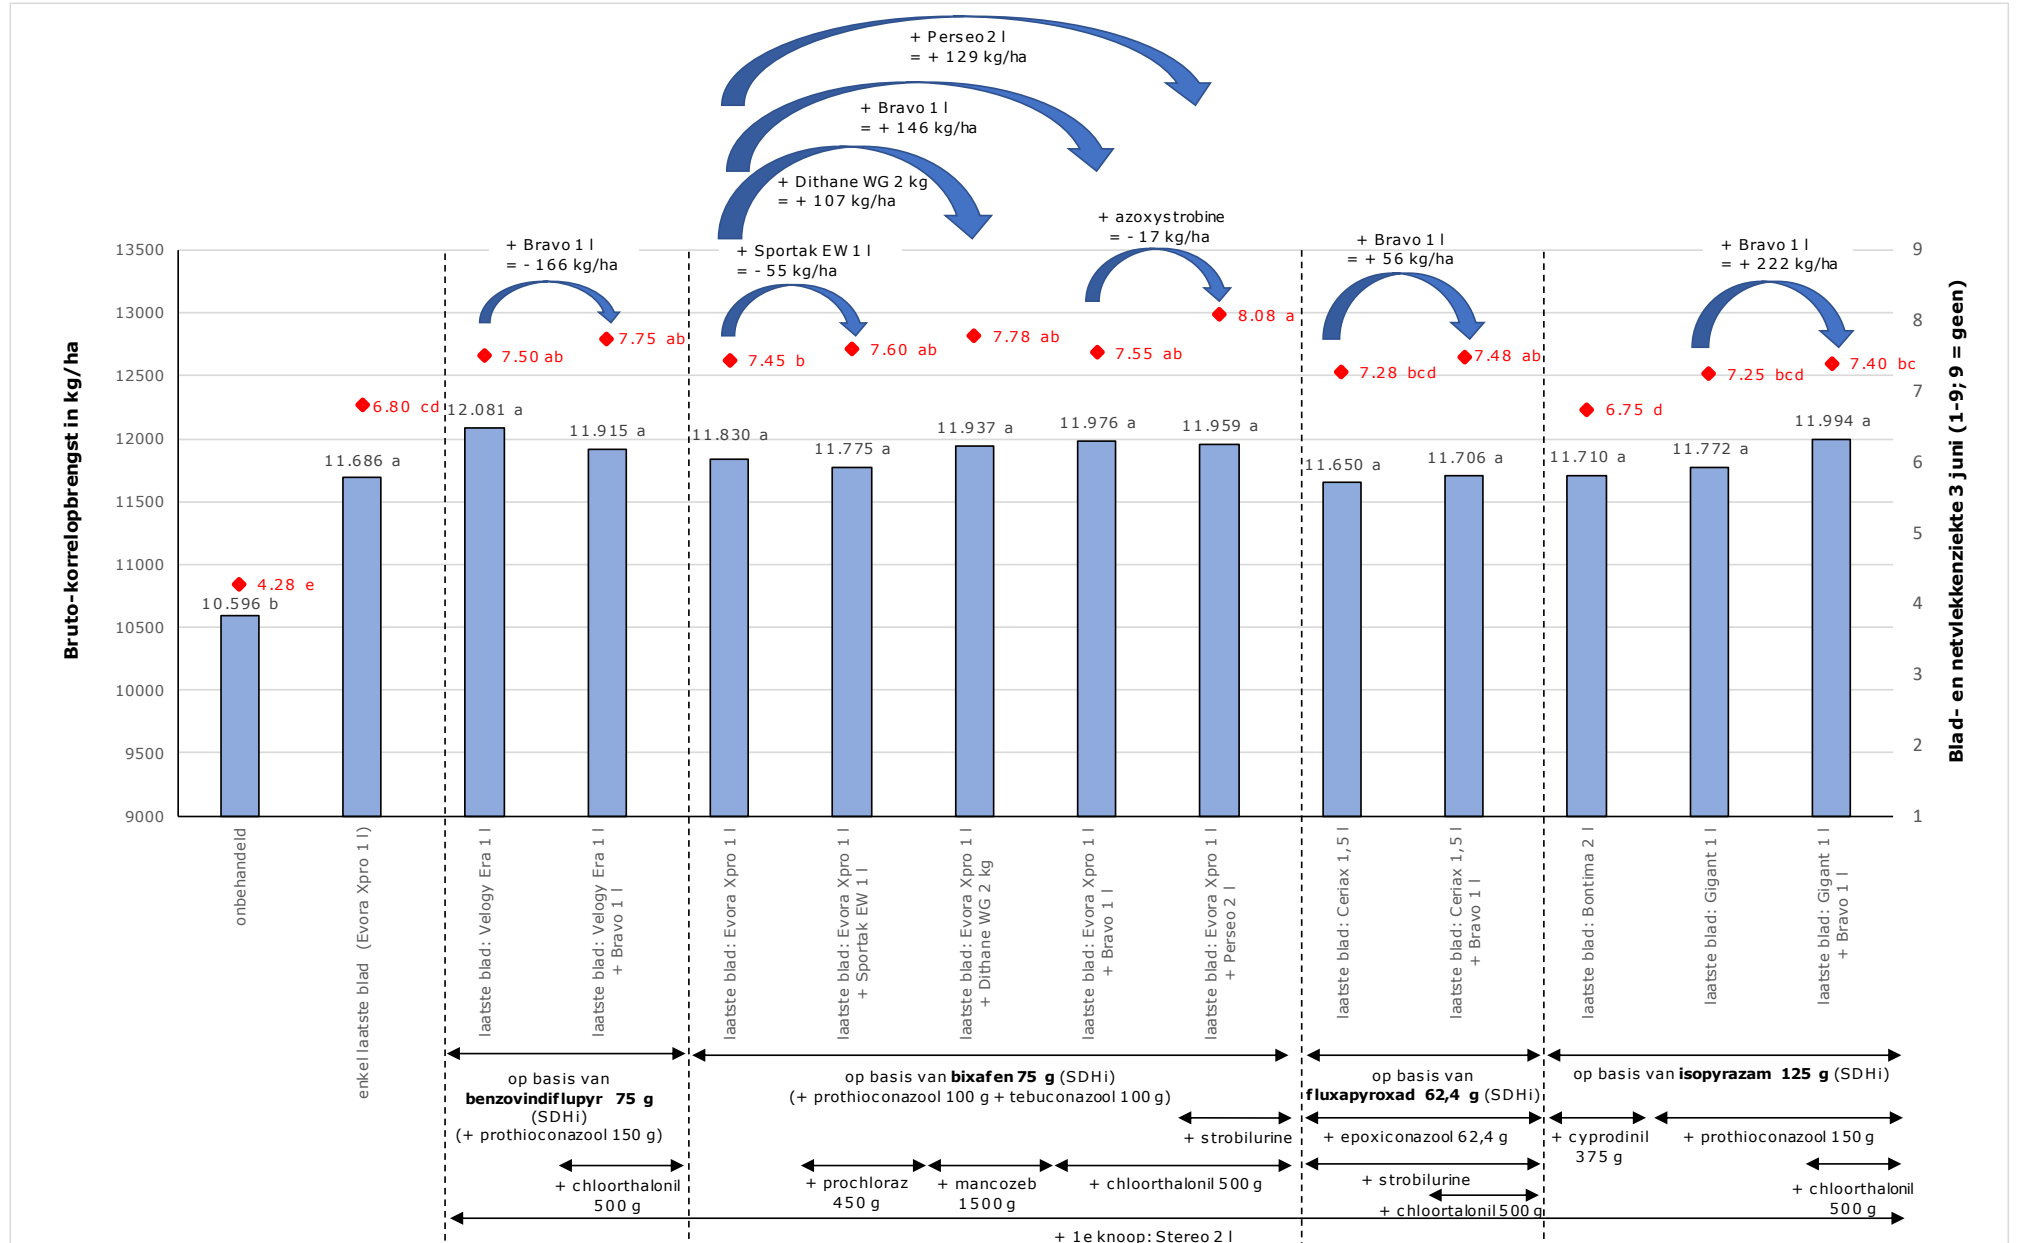 + Perseo 2 l
= + 129 kg/ha
+ Bravo 1 l
= + 146 kg/ha
+ Dithane WG 2 kg
= + 107 kg/ha
+ azoxystrobine
= - 17 kg/ha
+ Bravo 1 l
= - 166 kg/ha
+ Sportak EW 1 l
= - 55 kg/ha
+ Bravo 1 l
= + 56 kg/ha
+ Bravo 1 l
= + 222 kg/ha
Bruto-korrelopbrengst in kg/ha
13500
13000
12500
12000
11500
11000
10500
10000
9500
9000
4.28 e
6.80 cd
7.50 ab
7.75 ab
7.45 b
7.60 ab
7.78 ab
7.55 ab
8.08 a
7.28 bcd
7.48 ab
6.75 d
7.25 bcd
7.40 bc
10.596 b
11.686 a
12.081 a
11.915 a
11.830 a
11.775 a
11.937 a
11.976 a
11.959 a
11.650 a
11.706 a
11.710 a
11.772 a
11.994 a
9
8
7
6
5
4
3
2
1
Blad- en netvlekkenziekte 3 juni (1-9; 9 = geen)
onbehandeld
enkel laatste blad (Evora Xpro 1 l)
laatste blad: Velogy Era 1 l
laatste blad: Velogy Era 1 l
+ Bravo 1 l
laatste blad: Evora Xpro 1 l
laatste blad: Evora Xpro 1 l
+ Sportak EW 1 l
laatste blad: Evora Xpro 1 l
+ Dithane WG 2 kg
laatste blad: Evora Xpro 1 l
+ Bravo 1 l
laatste blad: Evora Xpro 1 l
+ Perseo 2 l
laatste blad: Ceriax 1,5 l
laatste blad: Ceriax 1,5 l
+ Bravo 1 l
laatste blad: Bontima 2 l
laatste blad: Gigant 1 l
laatste blad: Gigant 1 l
+ Bravo 1 l
op basis van
benzovindiflupyr 75 g
(SDHi)
(+ prothioconazool 150 g)
+ chloorthalonil
500 g
op basis van bixafen 75 g (SDHi)
(+ prothioconazool 100 g + tebuconazool 100 g)
+ strobilurine
+ prochloraz
450 g
+ mancozeb
1500 g
+ chloorthalonil 500 g
op basis van
fluxapyroxad 62,4 g (SDHi)
+ epoxiconazool 62,4 g
+ strobilurine
+ chloortalonil 500 g
op basis van isopyrazam 125 g (SDHi)
+ cyprodinil
375 g
+ prothioconazool 150 g
+ chloorthalonil
500 g
+ 1e knoop: Stereo 2 l